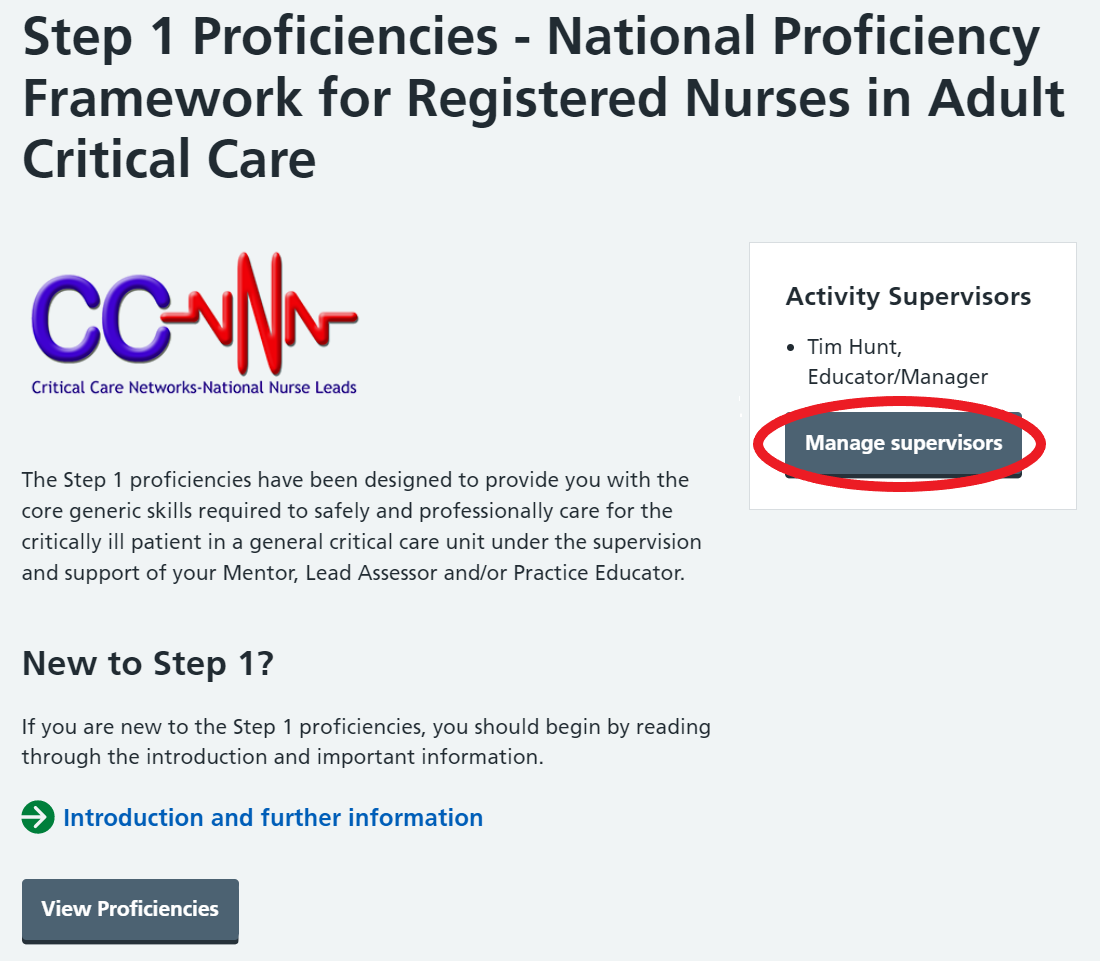 Step 1 Proficiencies - National Proficiency
Framework for Registered Nurses in Adult
Critical Care
CC
Critical Care Networks-National Nurse Leads
Activity Supervisors
• Tim Hunt,
Educator/Manager
Manage supervisors
The Step 1 proficiencies have been designed to provide you with the
core generic skills required to safely and professionally care for the
critically ill patient in a general critical care unit under the supervision
and support of your Mentor, Lead Assessor and/or Practice Educator.
New to Step 1?
If you are new to the Step 1 proficiencies, you should begin by reading
through the introduction and important information.
Introduction and further information
View Proficiencies